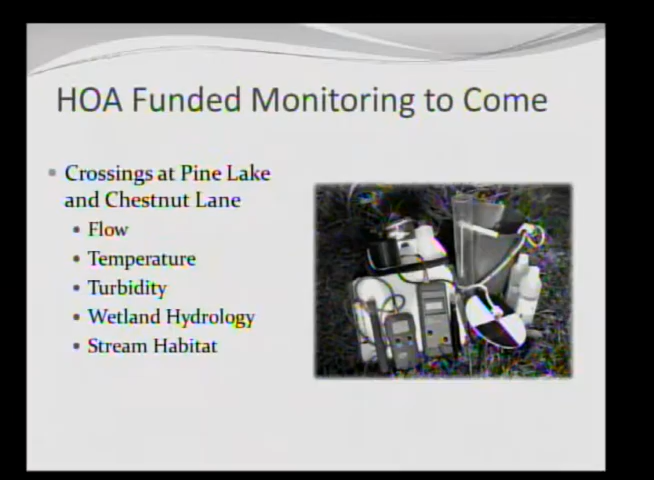 HOA Funded Monitoring to Come
Crossings at Pine Lake
and Chestnut Lane
Flow
Temperature
Turbidity
Wetland Hydrology
Stream Habitat